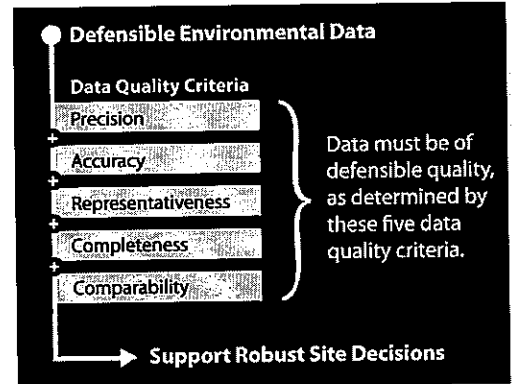 Defensible Environmental Data
Data Quality Criteria
Precision
+
Accuracy
+
Representativeness
+
Completeness
+
Comparability
Data must be of
defensible quality,
as determined by
these five data
quality criteria.
Support Robust Site Decisions